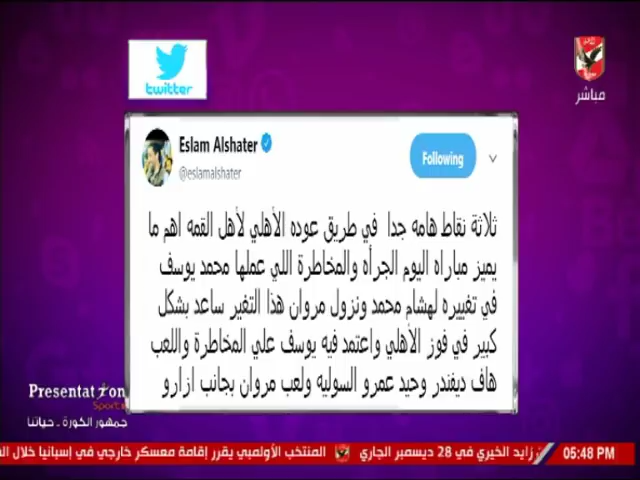 twitter
مباشر
Eslam Alshater
@eslamalshater
Following
ثلاثة نقاط هامه جدا في طريق عوده الأهلي لأهل القمه اهم ما
يميز مباراه اليوم الجرأه والمخاطرة اللي عملها محمد يوسف
في تغييره لهشام محمد ونزول مروان هذا التغير ساعد بشكل
كبير في فوز الأهلي واعتمد فيه يوسف علي المخاطرة واللعب
هاف ديفندر وحيد عمرو السوليه ولعب مروان بجانب ازارو
Presentation
Sports
جمهور الكورة - حياتنا
زايد الخيري في 28 ديسمبر الجاري
المنتخب الأولمبي يقرر إقامة معسكر خارجي في إسبانيا خلال
05:48 PM